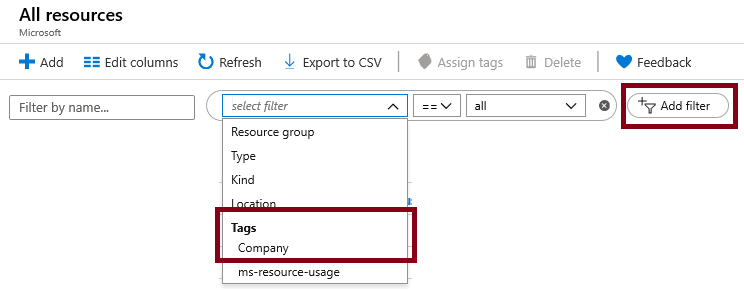 All resources
Microsoft
Add Edit columns Refresh Export to CSV Assign tags Delete Feedback
Filter by name... select filter == all Add filter
Resource group
Type
Kind
Location
Tags
Company
ms-resource-usage